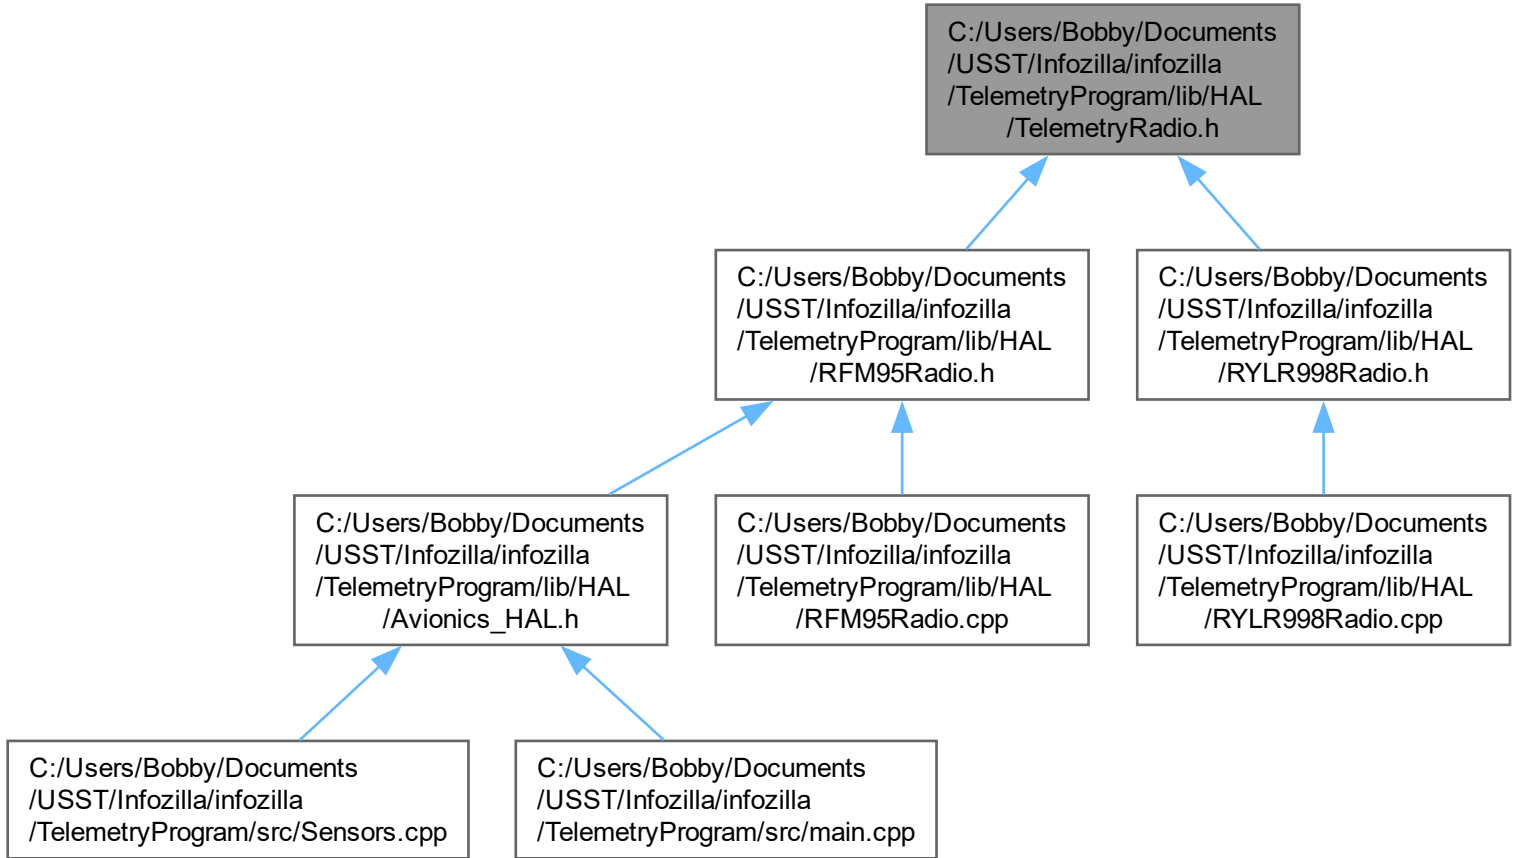 C:/Users/Bobby/Documents
/USST/Infozilla/infozilla
/TelemetryProgram/lib/HAL
/TelemetryRadio.h
C:/Users/Bobby/Documents
/USST/Infozilla/infozilla
/TelemetryProgram/lib/HAL
/RFM95Radio.h
C:/Users/Bobby/Documents
/USST/Infozilla/infozilla
/TelemetryProgram/lib/HAL
/RYLR998Radio.h
C:/Users/Bobby/Documents
/USST/Infozilla/infozilla
/TelemetryProgram/lib/HAL
/Avionics_HAL.h
C:/Users/Bobby/Documents
/USST/Infozilla/infozilla
/TelemetryProgram/lib/HAL
/RFM95Radio.cpp
C:/Users/Bobby/Documents
/USST/Infozilla/infozilla
/TelemetryProgram/lib/HAL
/RYLR998Radio.cpp
C:/Users/Bobby/Documents
/USST/Infozilla/infozilla
/TelemetryProgram/src/Sensors.cpp
C:/Users/Bobby/Documents
/USST/Infozilla/infozilla
/TelemetryProgram/src/main.cpp